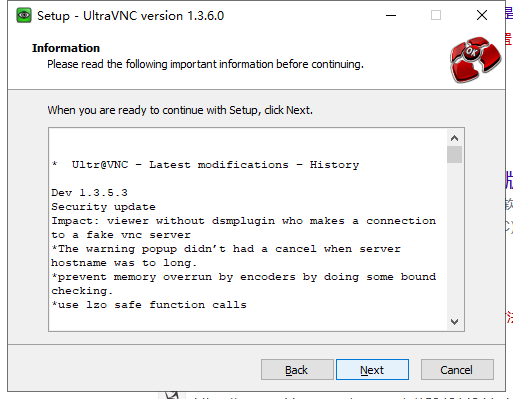 Setup - UltraVNC version 1.3.6.0
Information
Please read the following important information before continuing.
OK
When you are ready to continue with Setup, click Next.
*  Ultr@VNC - Latest modifications - History
Dev 1.3.5.3
Security update
Impact: viewer without dsmplugin who makes a connection
to a fake vnc server
*The warning popup didn't had a cancel when server
hostname was to long.
*prevent memory overrun by encoders by doing some bound
checking.
*use lzo safe function calls
Back
Next
Cancel